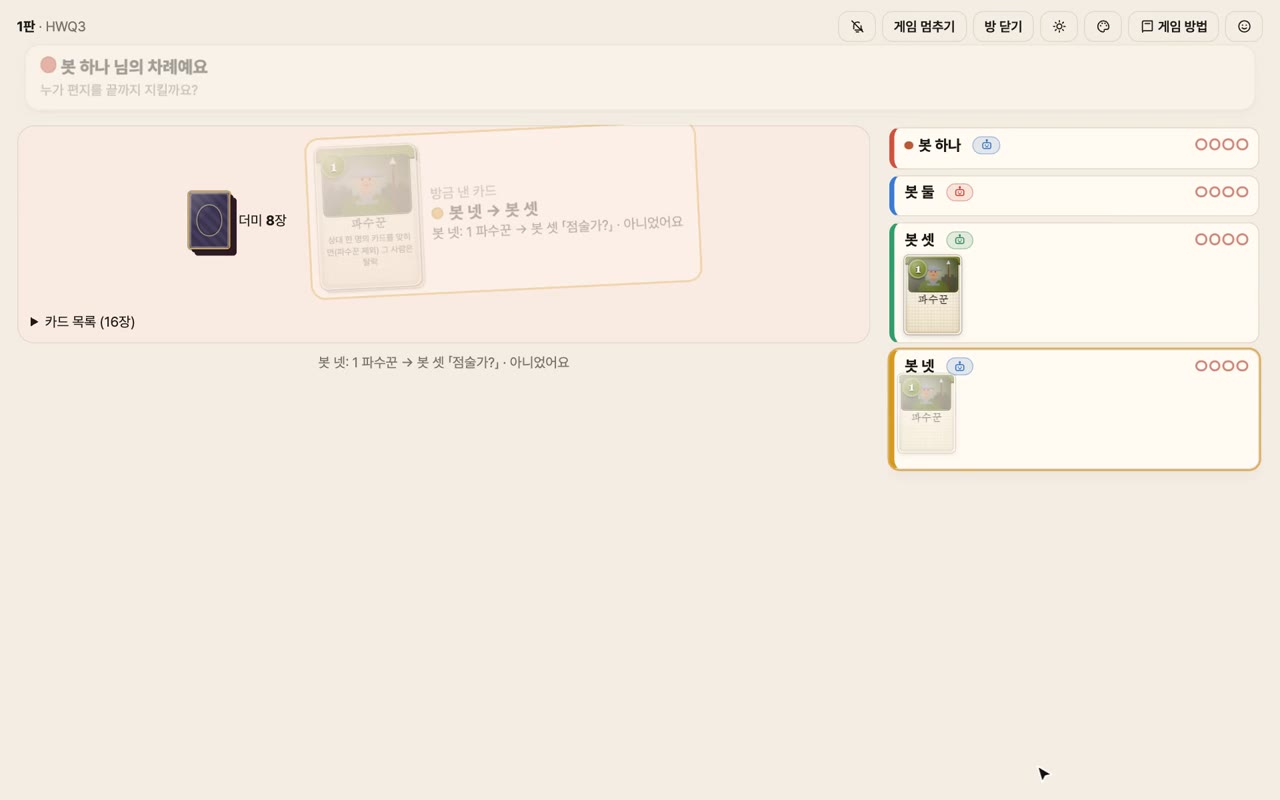 1판 · HWQ3
게임 멈추기
방 닫기
게임 방법
봇 하나 님의 차례예요
누가 편지를 끝까지 지킬까요?
더미 8장
1
파수꾼
상대 한 명의 카드를 맞히
면(파수꾼 제외) 그 사람은
탈락
방금 낸 카드
봇 넷 → 봇 셋
봇 넷: 1 파수꾼 → 봇 셋 「점술가?」 · 아니었어요
▶ 카드 목록 (16장)
봇 넷: 1 파수꾼 → 봇 셋 「점술가?」 · 아니었어요
봇 하나
봇 둘
봇 셋
1
파수꾼
봇 넷
1
파수꾼